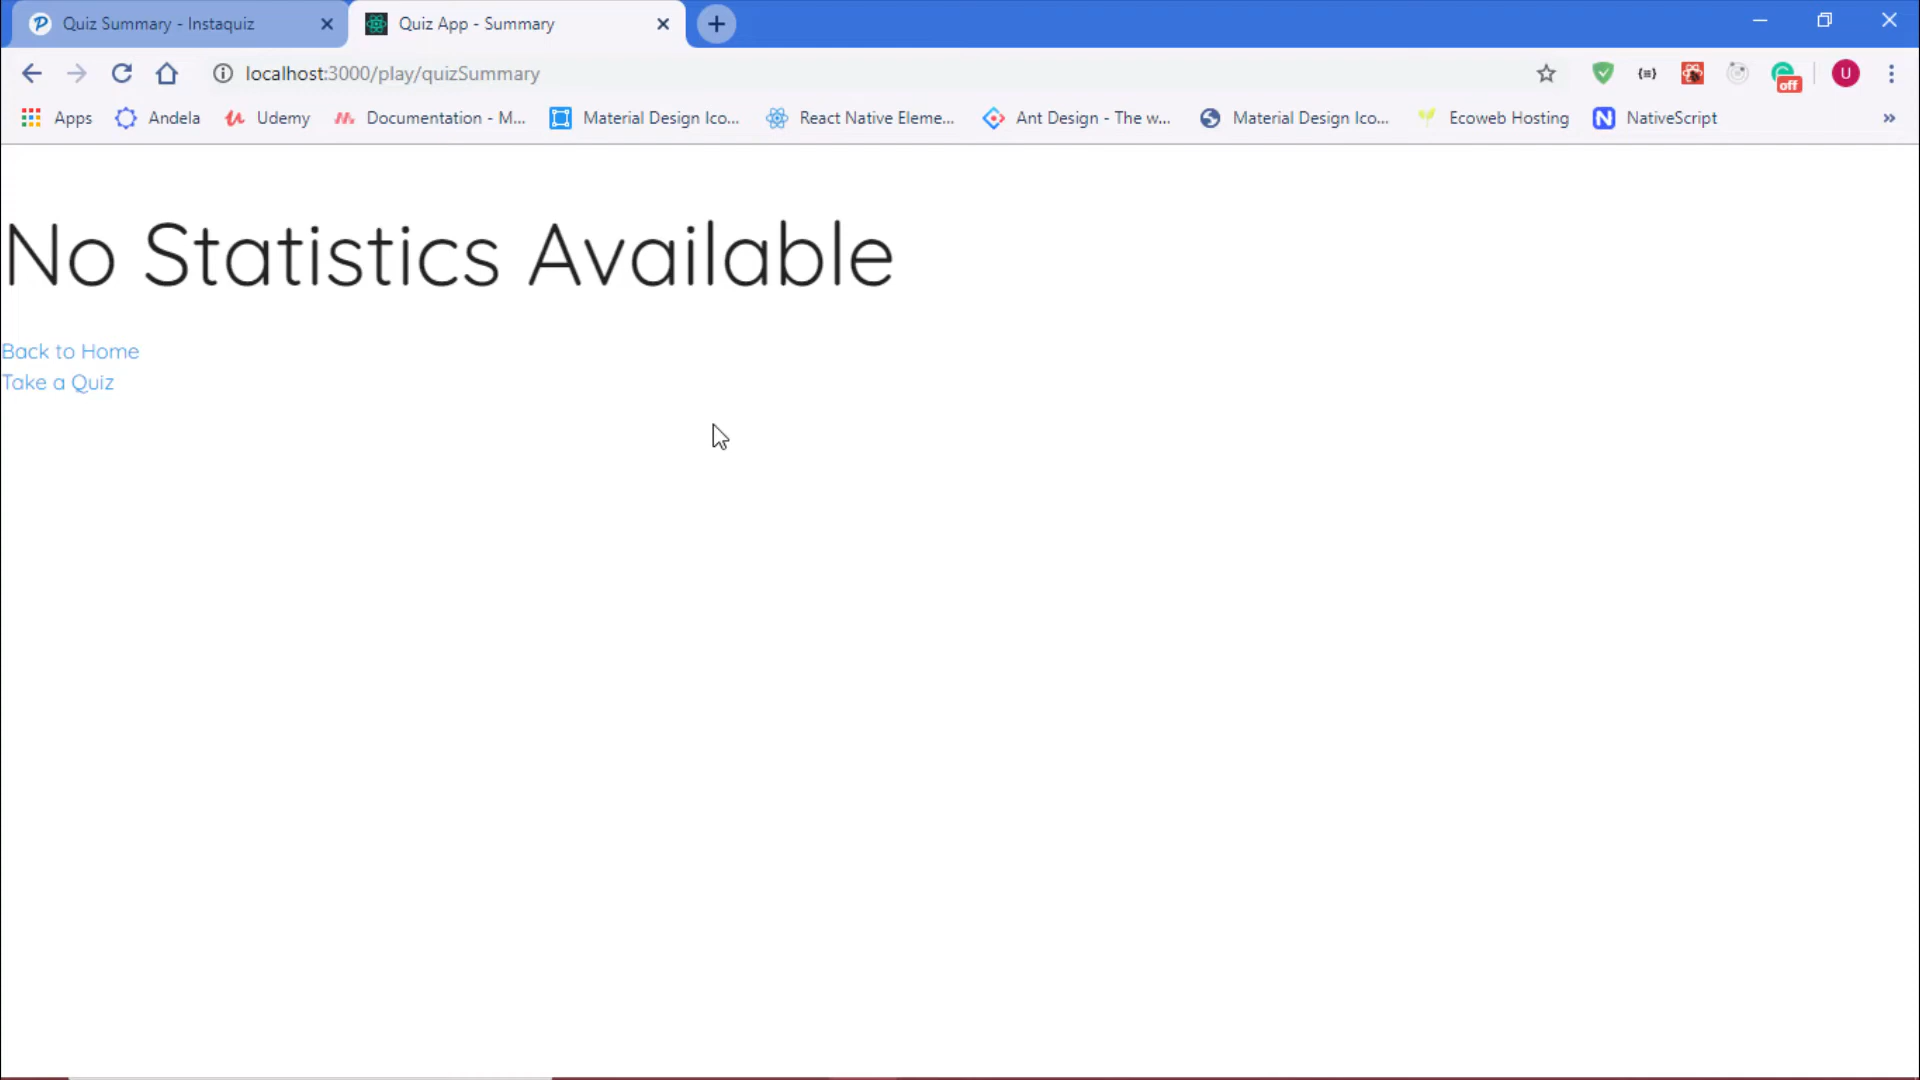 Quiz Summary - Instaquiz
Quiz App - Summary
localhost:3000/play/quizSummary
off
U
Apps
Andela
Udemy
Documentation - M...
Material Design Ico...
React Native Eleme...
Ant Design - The w...
Material Design Ico...
Ecoweb Hosting
NativeScript
No Statistics Available
Back to Home
Take a Quiz